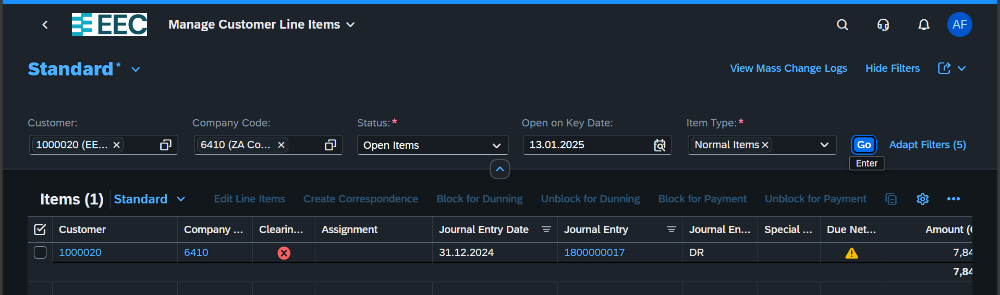 EEC Manage Customer Line Items AF
Standard* View Mass Change Logs Hide Filters
Customer: Company Code: Status:* Open on Key Date: Item Type:*
1000020 (EE... 6410 (ZA Co... Open Items 13.01.2025 Normal Items Go Adapt Filters (5)
Enter
Items (1) Standard Edit Line Items Create Correspondence Block for Dunning Unblock for Dunning Block for Payment Unblock for Payment
Customer Company ... Clearin... Assignment Journal Entry Date Journal Entry Journal En... Special ... Due Net... Amount (
1000020 6410 31.12.2024 1800000017 DR 7,84
7,84